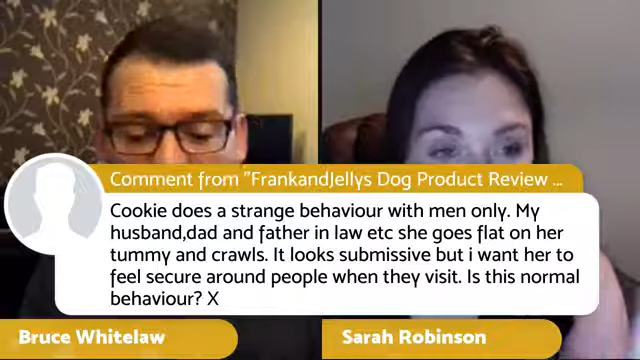 Comment from "FrankandJellys Dog Product Review ...
Cookie does a strange behaviour with men only. My
husband,dad and father in law etc she goes flat on her
tummy and crawls. It looks submissive but i want her to
feel secure around people when they visit. Is this normal
behaviour? X
Bruce Whitelaw
Sarah Robinson